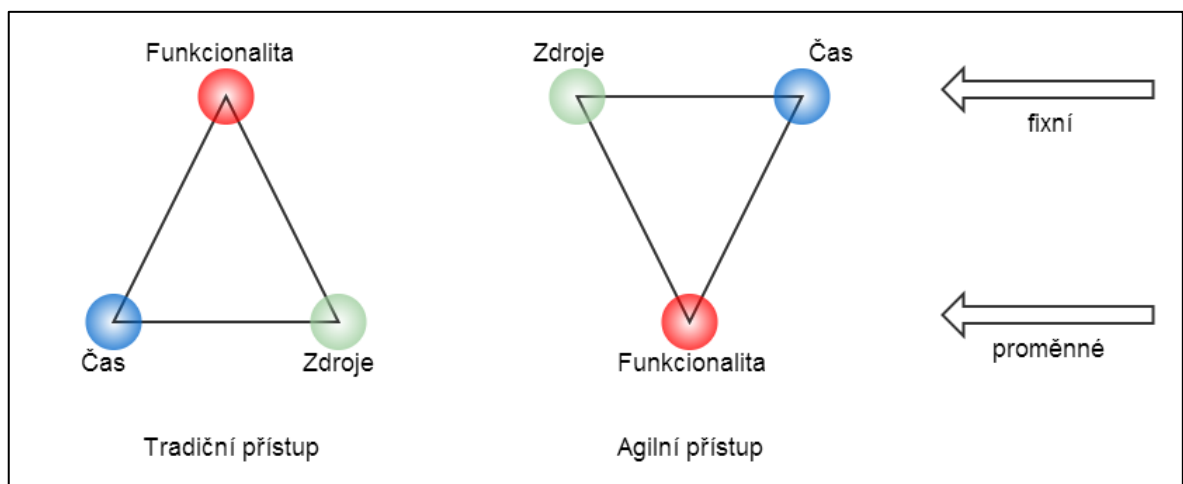 Funkcionalita
Zdroje
Čas
fixní
Čas
Zdroje
Funkcionalita
proměnné
Tradiční přístup
Agilní přístup